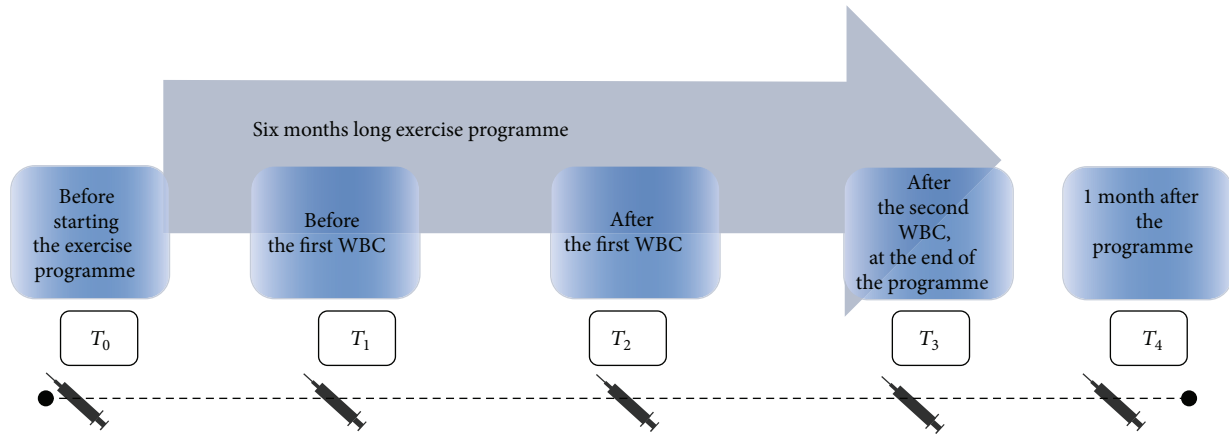 Six months long exercise programme
Before
starting
the exercise
programme
Before
the first WBC
After
the first WBC
After
the second
WBC,
at the end of
the programme
1 month after
the
programme
T₀
T₁
T₂
T₃
T₄